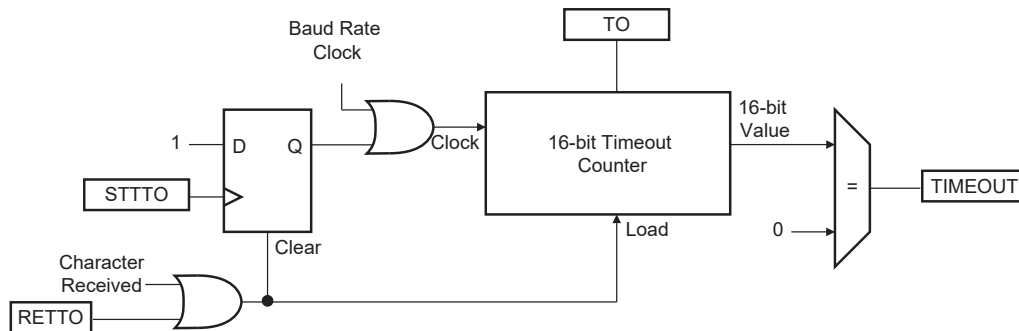 Baud Rate
Clock
TO
1
D
Q
Clock
16-bit Timeout
Counter
16-bit
Value
=
TIMEOUT
STTTO
0
Clear
Load
Character
Received
RETTO